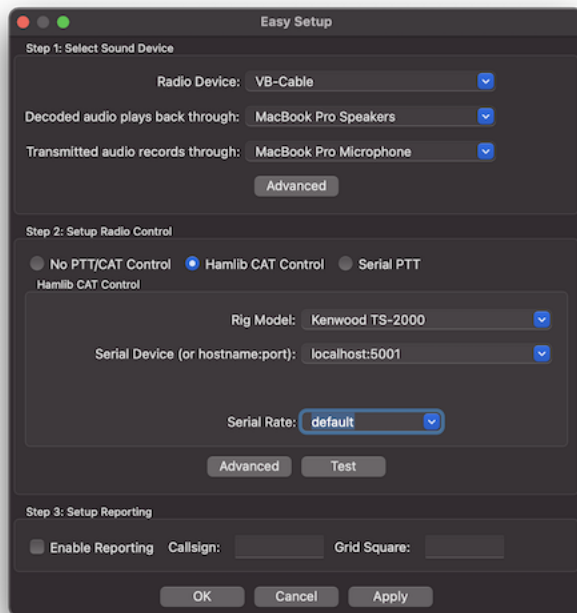 Easy Setup
Step 1: Select Sound Device
Radio Device: VB-Cable
Decoded audio plays back through: MacBook Pro Speakers
Transmitted audio records through: MacBook Pro Microphone
Advanced
Step 2: Setup Radio Control
No PTT/CAT Control Hamlib CAT Control Serial PTT
Hamlib CAT Control
Rig Model: Kenwood TS-2000
Serial Device (or hostname:port): localhost:5001
Serial Rate: default
Advanced Test
Step 3: Setup Reporting
Enable Reporting Callsign: Grid Square:
OK Cancel Apply